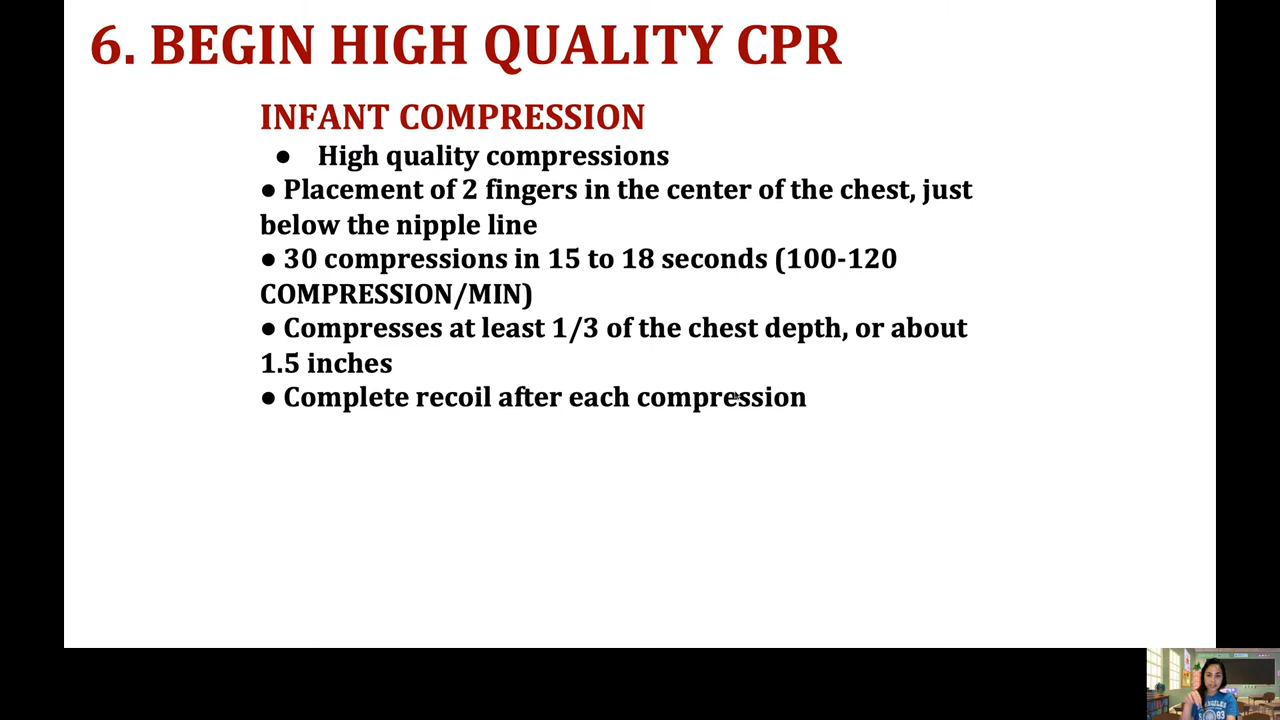 6. BEGIN HIGH QUALITY CPR
INFANT COMPRESSION
● High quality compressions
● Placement of 2 fingers in the center of the chest, just
below the nipple line
● 30 compressions in 15 to 18 seconds (100-120
COMPRESSION/MIN)
● Compresses at least 1/3 of the chest depth, or about
1.5 inches
● Complete recoil after each compression
83